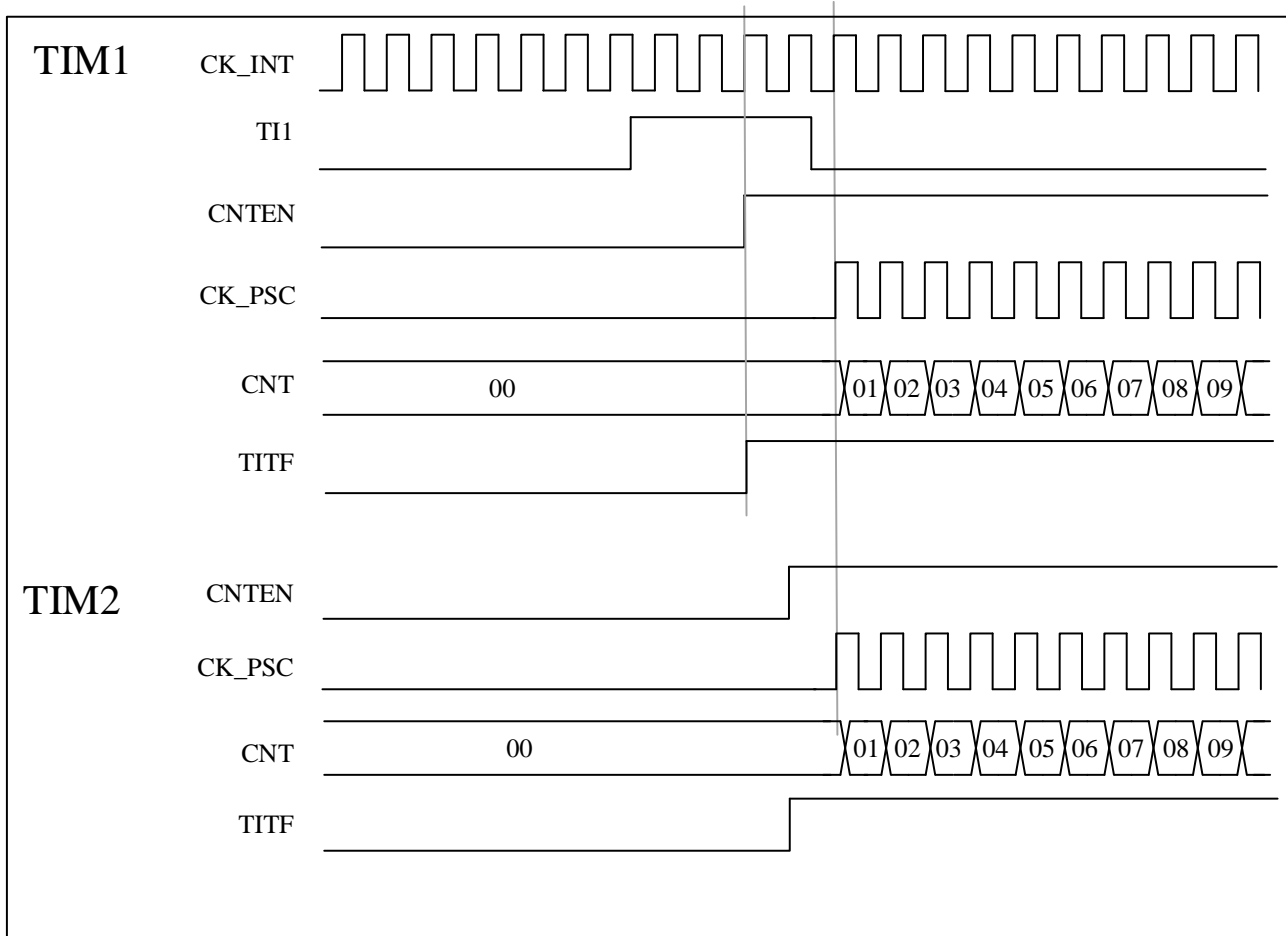 TIM1
CK_INT
TI1
CNTEN
CK_PSC
CNT 00 01 02 03 04 05 06 07 08 09
TITF
TIM2
CNTEN
CK_PSC
CNT 00 01 02 03 04 05 06 07 08 09
TITF